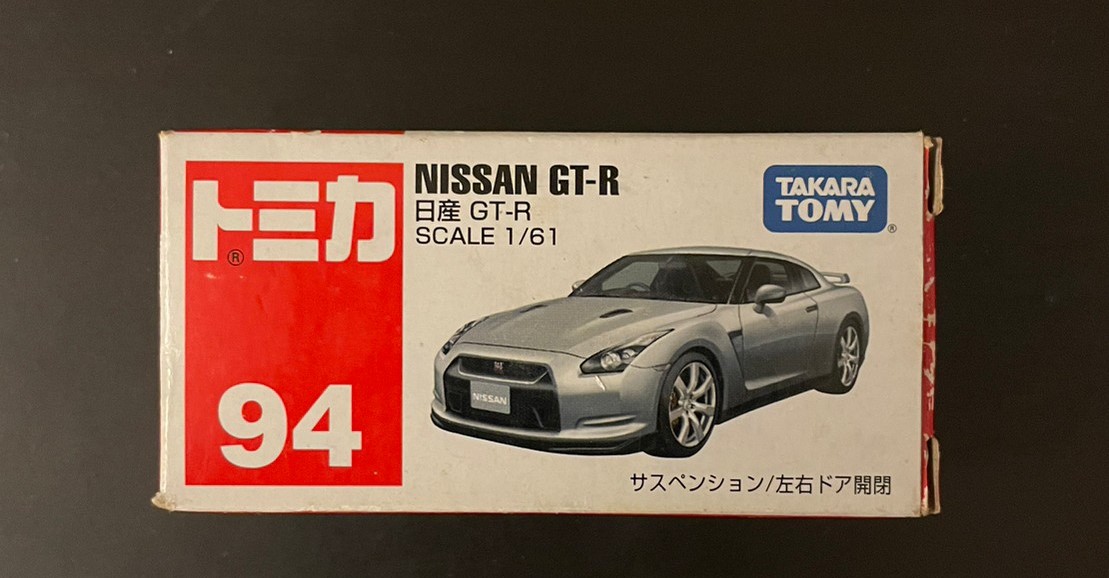 トミカ®
94
NISSAN GT-R
日産 GT-R
SCALE 1/61
TAKARA
TOMY®
NISSAN
サスペンション/左右ドア開閉